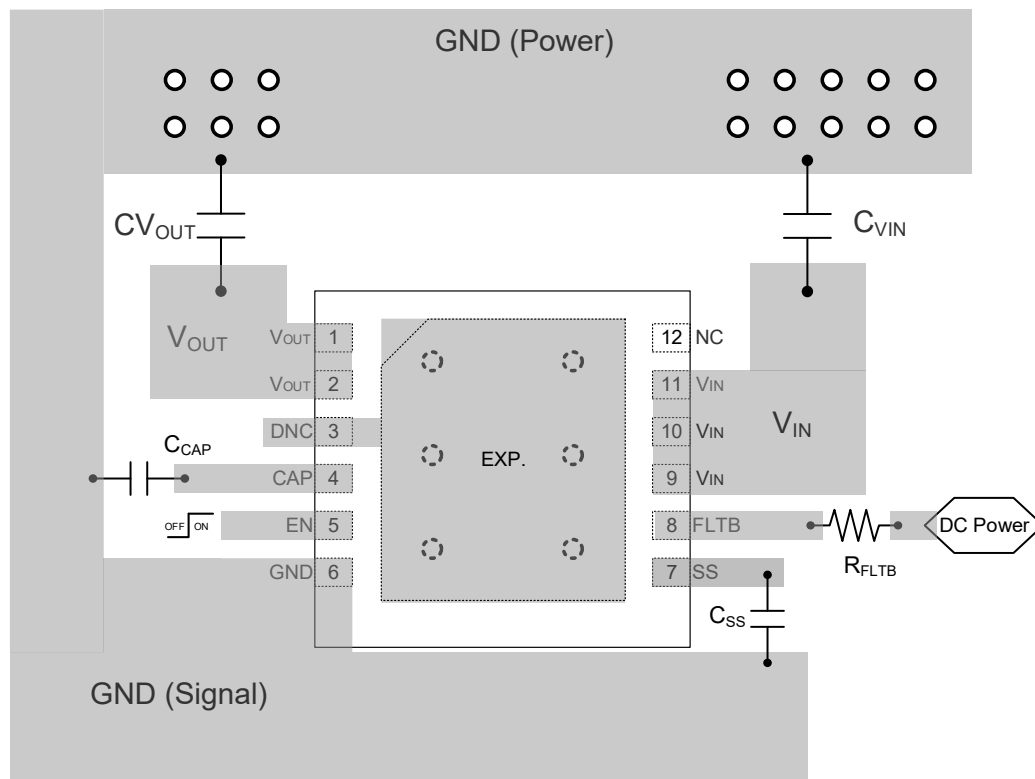 GND (Power)
CVOUT
CVIN
VOUT
VOUT 1
12 NC
VOUT 2
11 VIN
DNC 3
10 VIN
VIN
CCAP
CAP 4
EXP.
9 VIN
OFF ON
EN 5
8 FLTB
DC Power
RFLTB
GND 6
7 SS
CSS
GND (Signal)